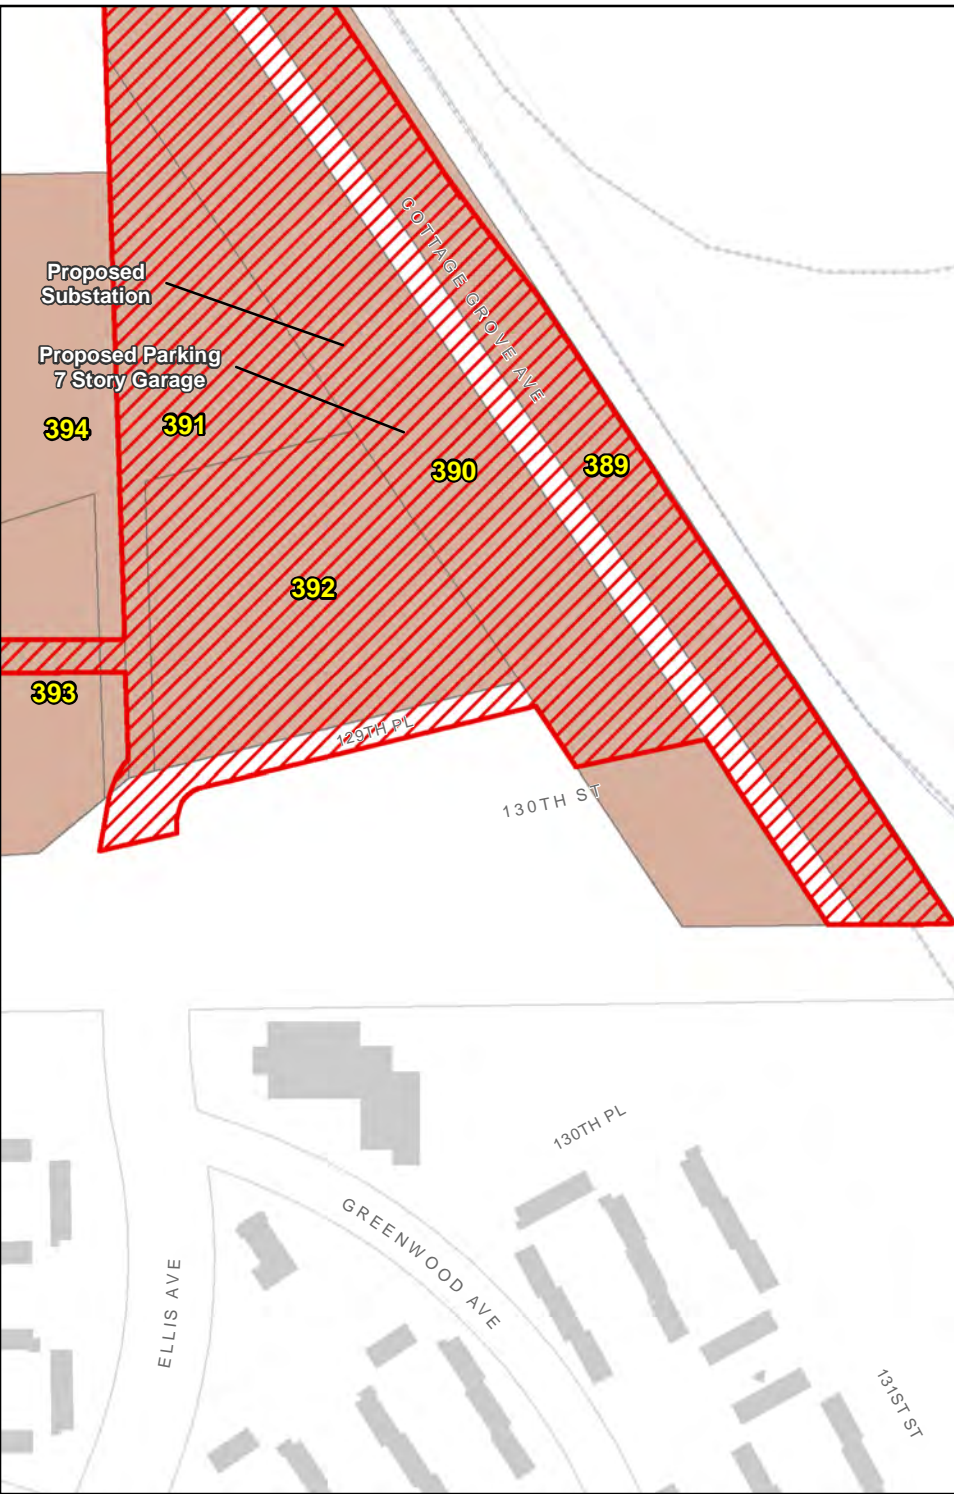 COTTAGE GROVE AVE
Proposed
Substation
Proposed Parking
7 Story Garage
394
391
390
389
392
393
129TH PL
130TH ST
130TH PL
GREENWOOD AVE
ELLIS AVE
131ST ST